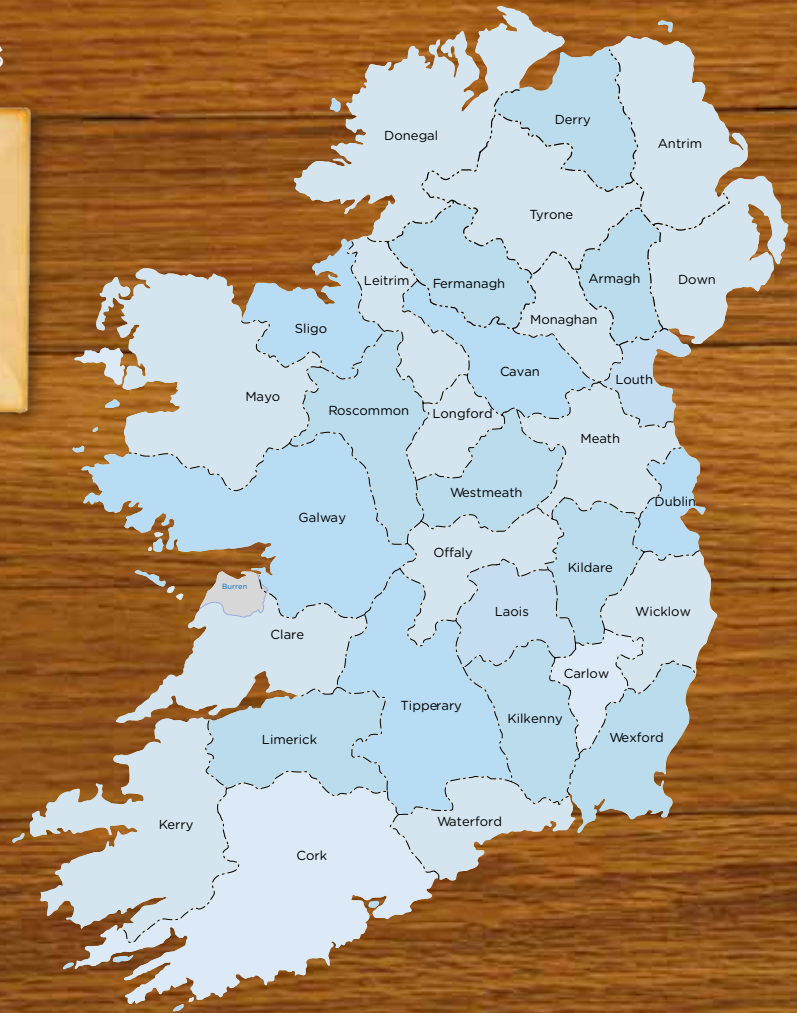 Derry
Donegal
Antrim
Tyrone
Leitrim
Fermanagh
Armagh
Down
Monaghan
Sligo
Cavan
Louth
Mayo
Roscommon
Longford
Meath
Westmeath
Dublin
Galway
Offaly
Kildare
Burren
Laois
Wicklow
Clare
Carlow
Tipperary
Kilkenny
Limerick
Wexford
Waterford
Kerry
Cork